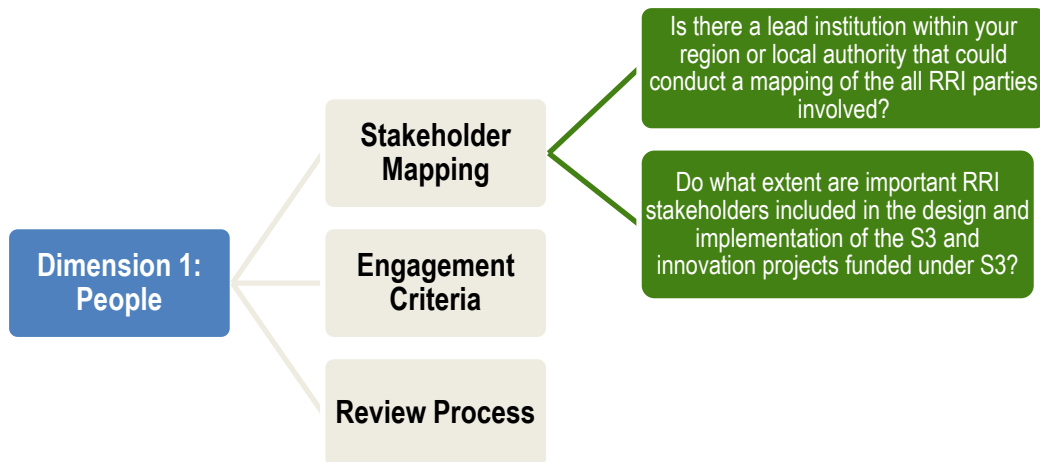 Is there a lead institution within your
region or local authority that could
conduct a mapping of the all RRI parties
involved?
Stakeholder
Mapping
Do what extent are important RRI
stakeholders included in the design and
implementation of the S3 and
innovation projects funded under S3?
Dimension 1:
People
Engagement
Criteria
Review Process